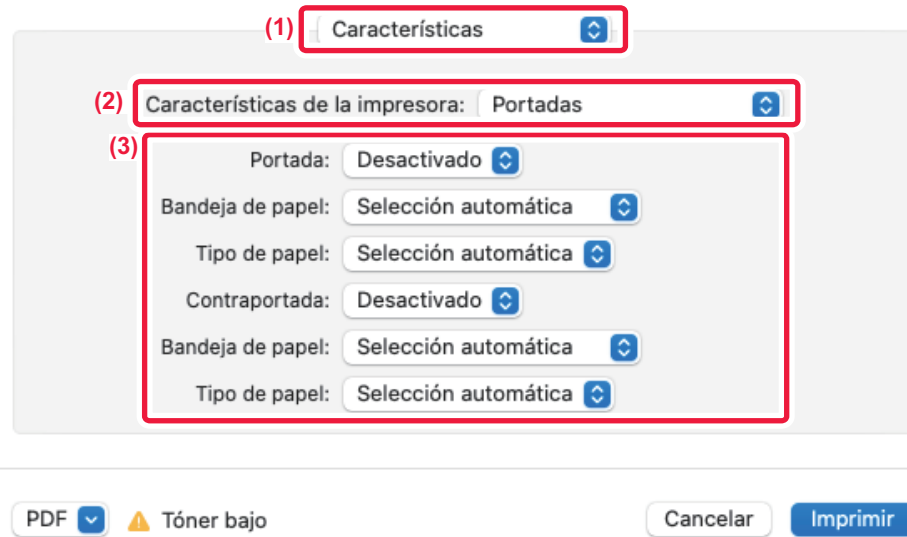 (1) Características
(2) Características de la impresora: Portadas
(3)
Portada: Desactivado
Bandeja de papel: Selección automática
Tipo de papel: Selección automática
Contraportada: Desactivado
Bandeja de papel: Selección automática
Tipo de papel: Selección automática
PDF Tóner bajo Cancelar Imprimir